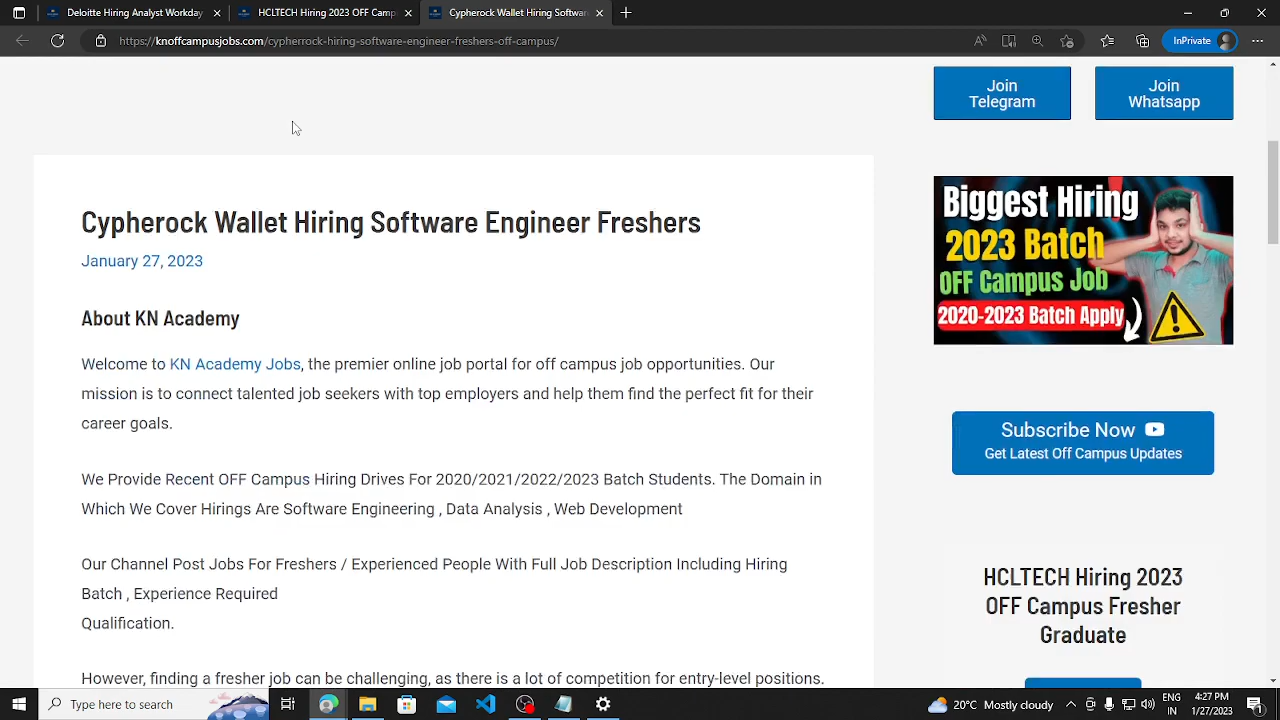 Deloitte Hiring Analyst Workday
HCLTECH Hiring 2023 OFF Camp
Cypherock Wallet Hiring Softwar
https://knoffcampusjobs.com/cypherrock-hiring-software-engineer-freshers-off-campus/
InPrivate
Join
Telegram
Join
Whatsapp
Cypherock Wallet Hiring Software Engineer Freshers
January 27, 2023
About KN Academy
Welcome to KN Academy Jobs, the premier online job portal for off campus job opportunities. Our
mission is to connect talented job seekers with top employers and help them find the perfect fit for their
career goals.
We Provide Recent OFF Campus Hiring Drives For 2020/2021/2022/2023 Batch Students. The Domain in
Which We Cover Hirings Are Software Engineering , Data Analysis , Web Development
Our Channel Post Jobs For Freshers / Experienced People With Full Job Description Including Hiring
Batch , Experience Required
Qualification.
However, finding a fresher job can be challenging, as there is a lot of competition for entry-level positions.
Biggest Hiring
2023 Batch
OFF Campus Job
2020-2023 Batch Apply
Subscribe Now
Get Latest Off Campus Updates
HCLTECH Hiring 2023
OFF Campus Fresher
Graduate
Type here to search
20°C Mostly cloudy
ENG
IN
4:27 PM
1/27/2023